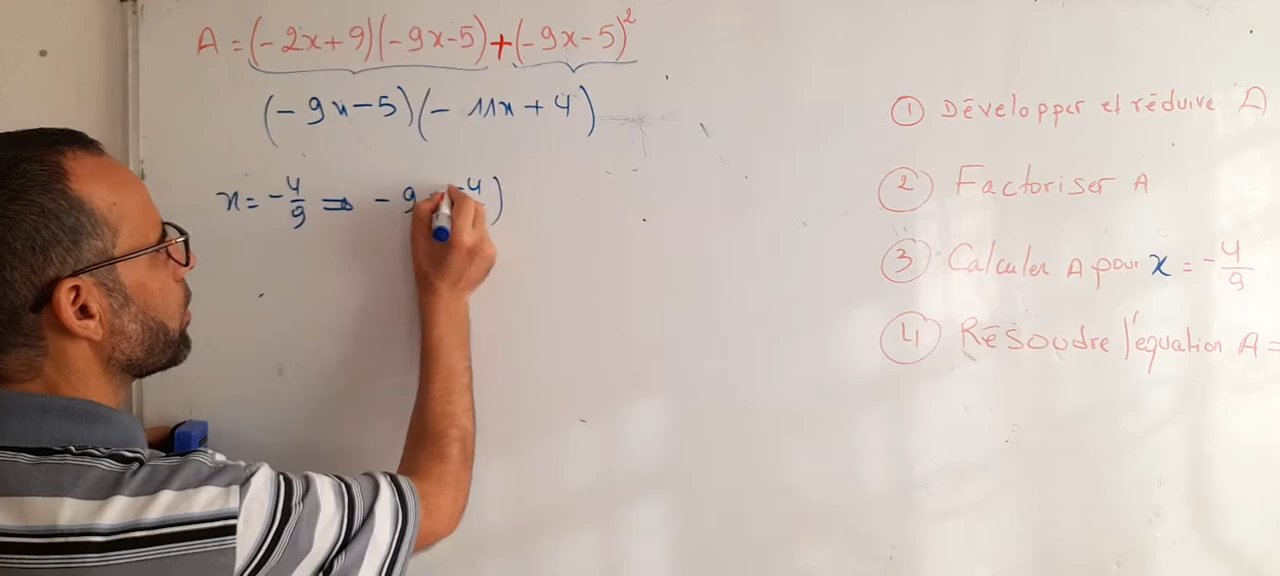 A = (-2x+9)(-9x-5)+(-9x-5)²
(-9x-5)(-11x+4)
x = -4/9 ⇒ -9 -4)
① Développer et réduire A
② Factoriser A
③ Calculer A pour x = -4/9
④ Résoudre l'équation A =